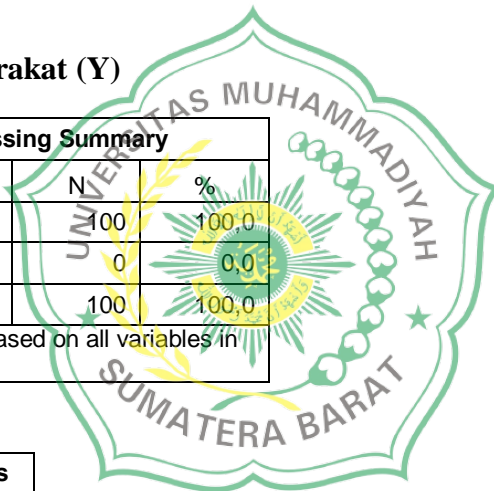 rakat (Y)
ssing Summary
N %
100 100,0
0 0,0
100 100,0
ased on all variables in
s
UNIVERSITAS MUHAMMADIYAH
SUMATERA BARAT